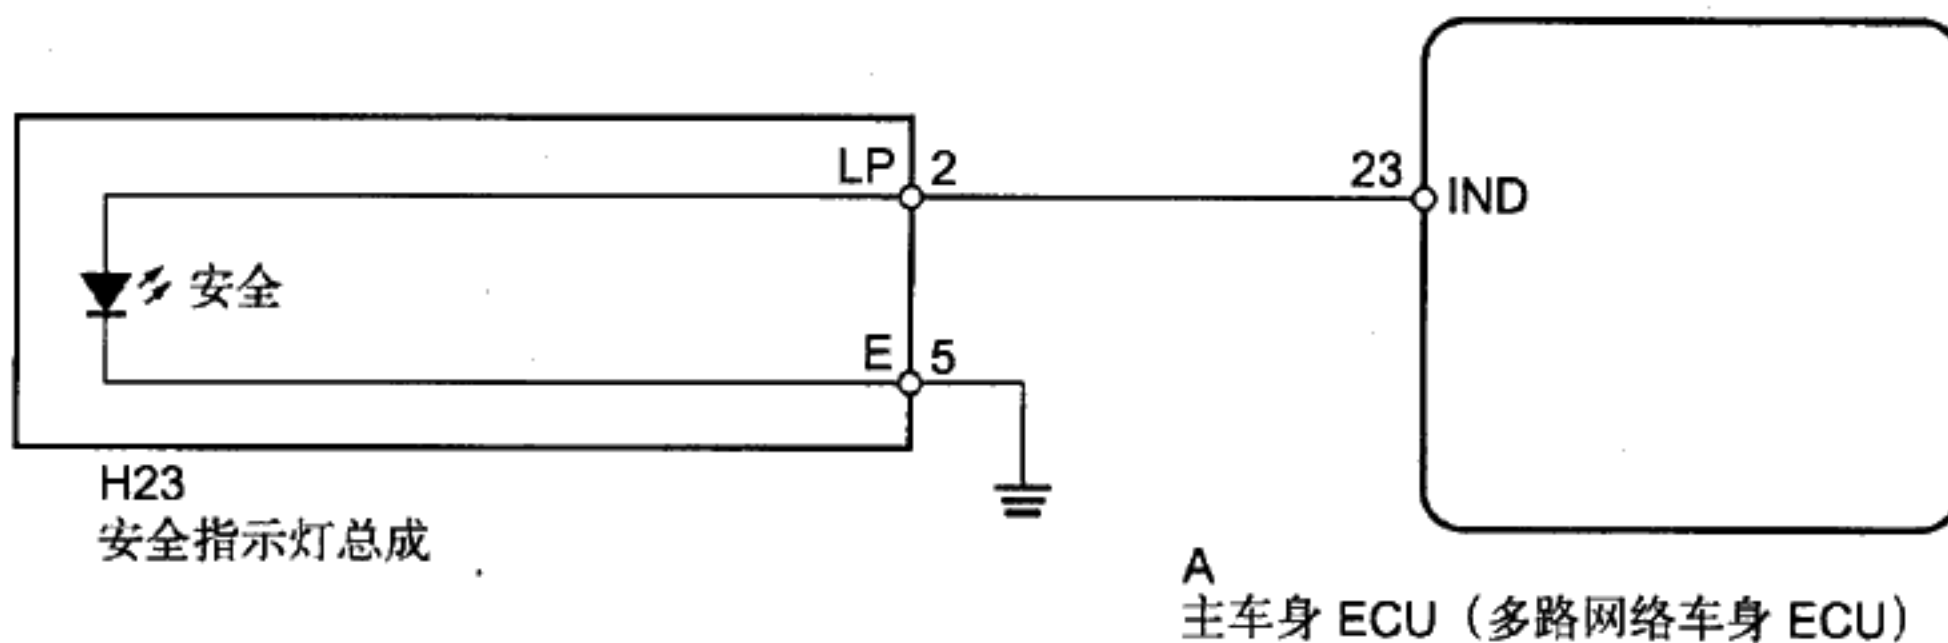 LP 2
23 IND
安全
E 5
H23
安全指示灯总成
A
主车身 ECU（多路网络车身 ECU）